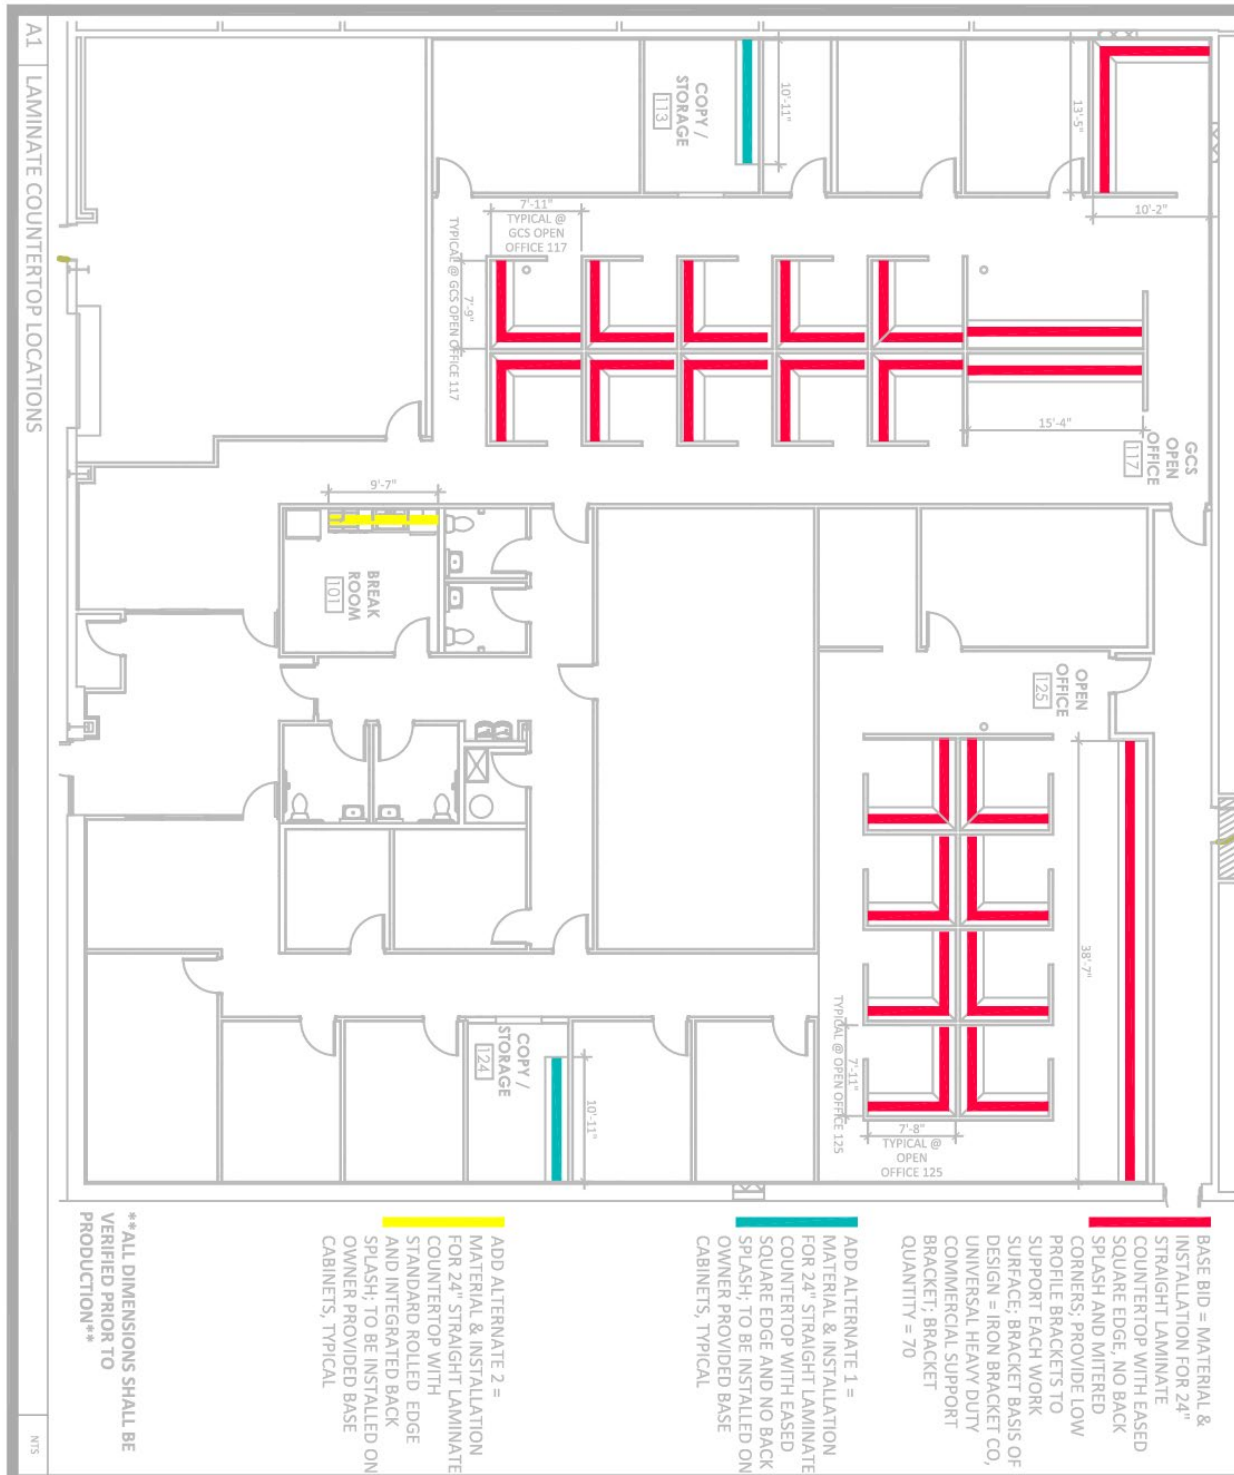 A1
LAMINATE COUNTERTOP LOCATIONS
NTS
COPY /
STORAGE
113
10'-11"
13'-5"
10'-2"
7'-11"
TYPICAL @
GCS OPEN
OFFICE 117
7'-9"
TYPICAL @ GCS OPEN OFFICE 117
15'-4"
GCS
OPEN
OFFICE
117
9'-7"
BREAK
ROOM
101
OPEN
OFFICE
125
38'-7"
7'-11"
TYPICAL @ OPEN OFFICE 125
7'-8"
TYPICAL @
OPEN
OFFICE 125
COPY /
STORAGE
124
10'-11"
BASE BID = MATERIAL &
INSTALLATION FOR 24"
STRAIGHT LAMINATE
COUNTERTOP WITH EASED
SQUARE EDGE, NO BACK
SPLASH AND MITERED
CORNERS; PROVIDE LOW
PROFILE BRACKETS TO
SUPPORT EACH WORK
SURFACE; BRACKET BASIS OF
DESIGN = IRON BRACKET CO,
UNIVERSAL HEAVY DUTY
COMMERCIAL SUPPORT
BRACKET; BRACKET
QUANTITY = 70
ADD ALTERNATE 1 =
MATERIAL & INSTALLATION
FOR 24" STRAIGHT LAMINATE
COUNTERTOP WITH EASED
SQUARE EDGE AND NO BACK
SPLASH; TO BE INSTALLED ON
OWNER PROVIDED BASE
CABINETS, TYPICAL
ADD ALTERNATE 2 =
MATERIAL & INSTALLATION
FOR 24" STRAIGHT LAMINATE
COUNTERTOP WITH
STANDARD ROLLED EDGE
AND INTEGRATED BACK
SPLASH; TO BE INSTALLED ON
OWNER PROVIDED BASE
CABINETS, TYPICAL
**ALL DIMENSIONS SHALL BE
VERIFIED PRIOR TO
PRODUCTION**